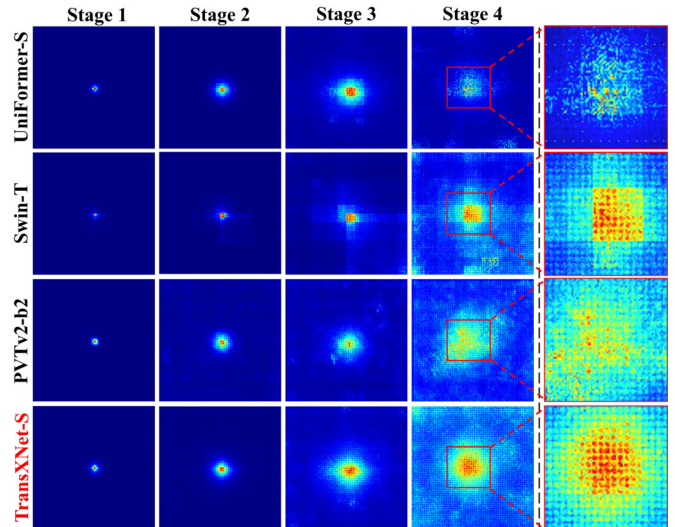 Stage 1 Stage 2 Stage 3 Stage 4
UniFormer-S
Swin-T
PVTv2-b2
TransXNet-S